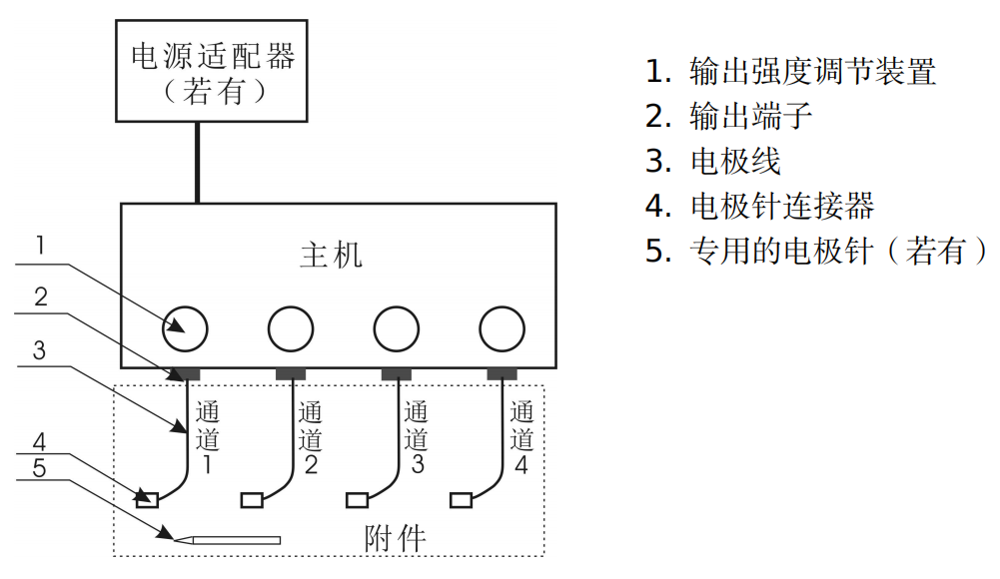 电源适配器
（若有）
主机
1
2
3
4
5
通道1
通道2
通道3
通道4
附件
1. 输出强度调节装置
2. 输出端子
3. 电极线
4. 电极针连接器
5. 专用的电极针（若有）